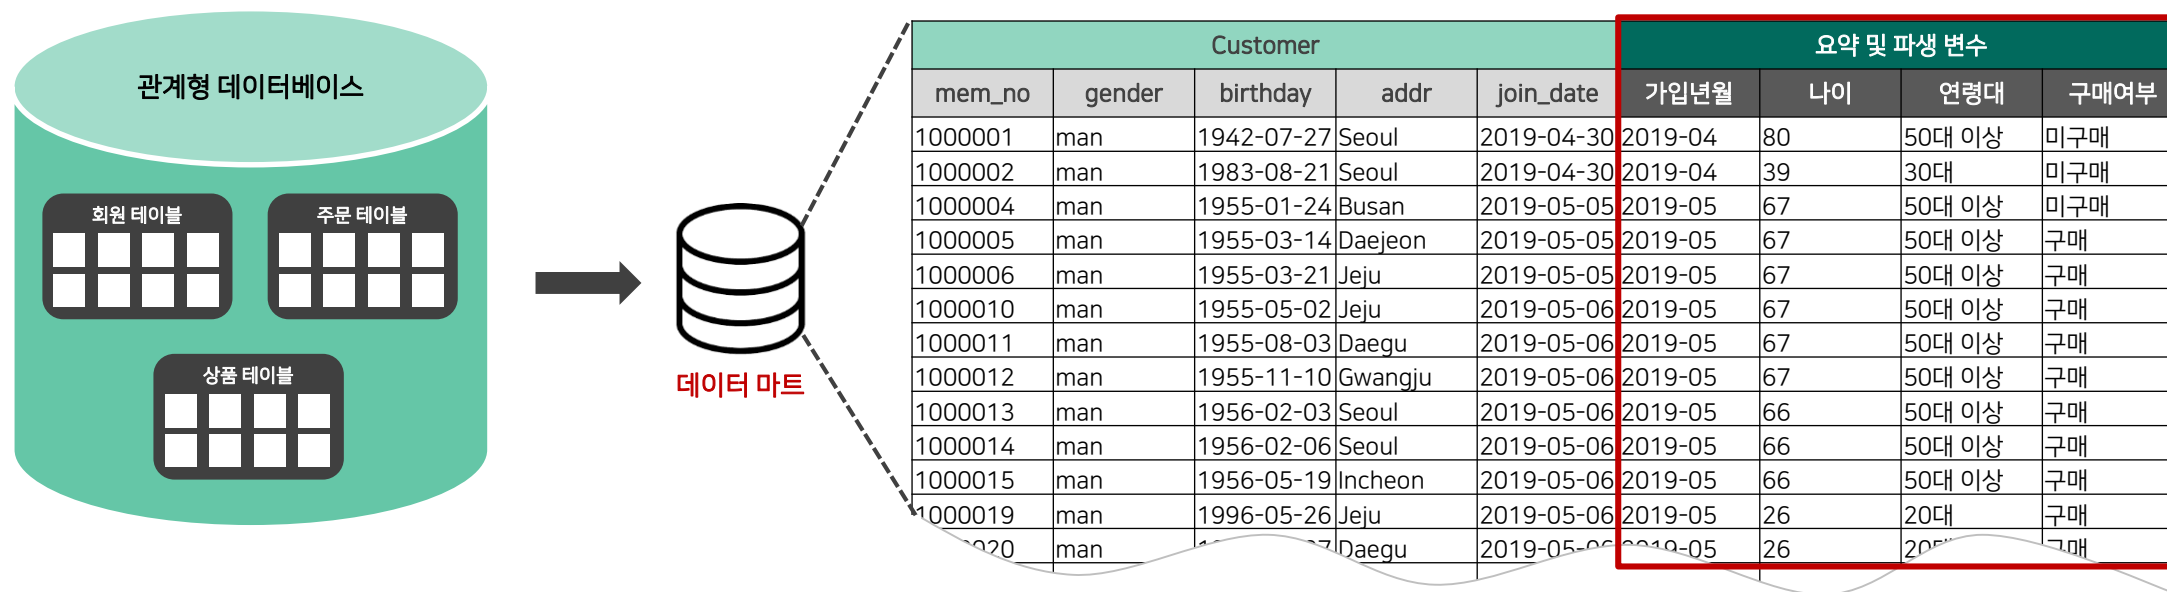 관계형 데이터베이스
회원 테이블
주문 테이블
상품 테이블
데이터 마트
Customer 요약 및 파생 변수
mem_no gender birthday addr join_date 가입년월 나이 연령대 구매여부
1000001 man 1942-07-27 Seoul 2019-04-30 2019-04 80 50대 이상 미구매
1000002 man 1983-08-21 Seoul 2019-04-30 2019-04 39 30대 미구매
1000004 man 1955-01-24 Busan 2019-05-05 2019-05 67 50대 이상 미구매
1000005 man 1955-03-14 Daejeon 2019-05-05 2019-05 67 50대 이상 구매
1000006 man 1955-03-21 Jeju 2019-05-05 2019-05 67 50대 이상 구매
1000010 man 1955-05-02 Jeju 2019-05-06 2019-05 67 50대 이상 구매
1000011 man 1955-08-03 Daegu 2019-05-06 2019-05 67 50대 이상 구매
1000012 man 1955-11-10 Gwangju 2019-05-06 2019-05 67 50대 이상 구매
1000013 man 1956-02-03 Seoul 2019-05-06 2019-05 66 50대 이상 구매
1000014 man 1956-02-06 Seoul 2019-05-06 2019-05 66 50대 이상 구매
1000015 man 1956-05-19 Incheon 2019-05-06 2019-05 66 50대 이상 구매
1000019 man 1996-05-26 Jeju 2019-05-06 2019-05 26 20대 구매
man Daegu 2019-05 26